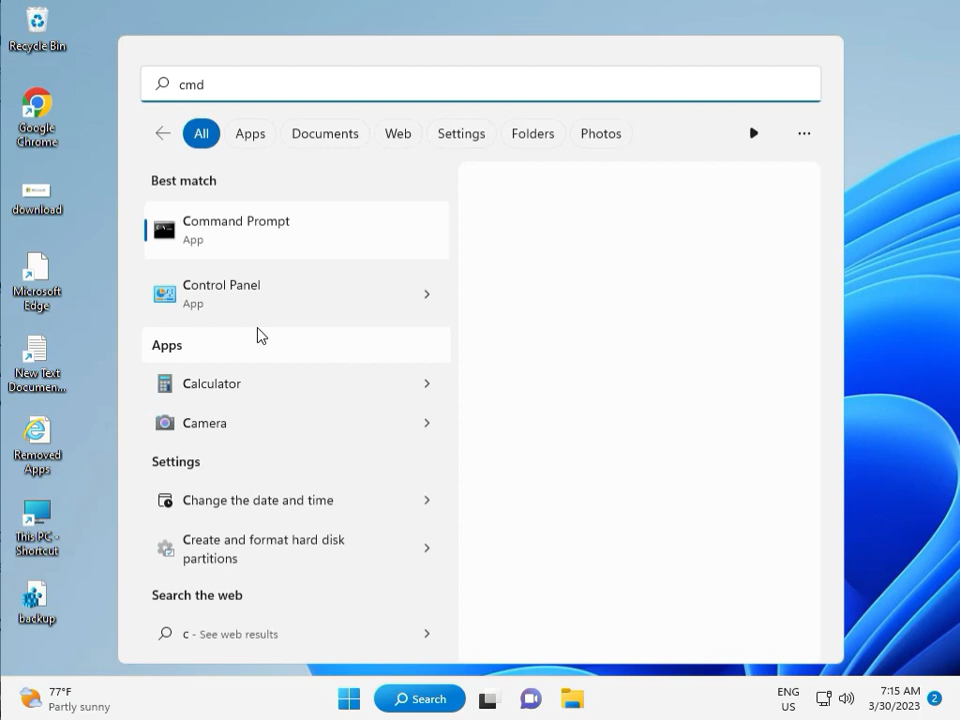 Recycle Bin
Google
Chrome
download
Microsoft
Edge
New Text
Documen...
Removed
Apps
This PC -
Shortcut
backup
cmd
All
Apps
Documents
Web
Settings
Folders
Photos
Best match
Command Prompt
App
Control Panel
App
Apps
Calculator
Camera
Settings
Change the date and time
Create and format hard disk
partitions
Search the web
c - See web results
77°F
Partly sunny
Search
ENG
US
7:15 AM
3/30/2023
2